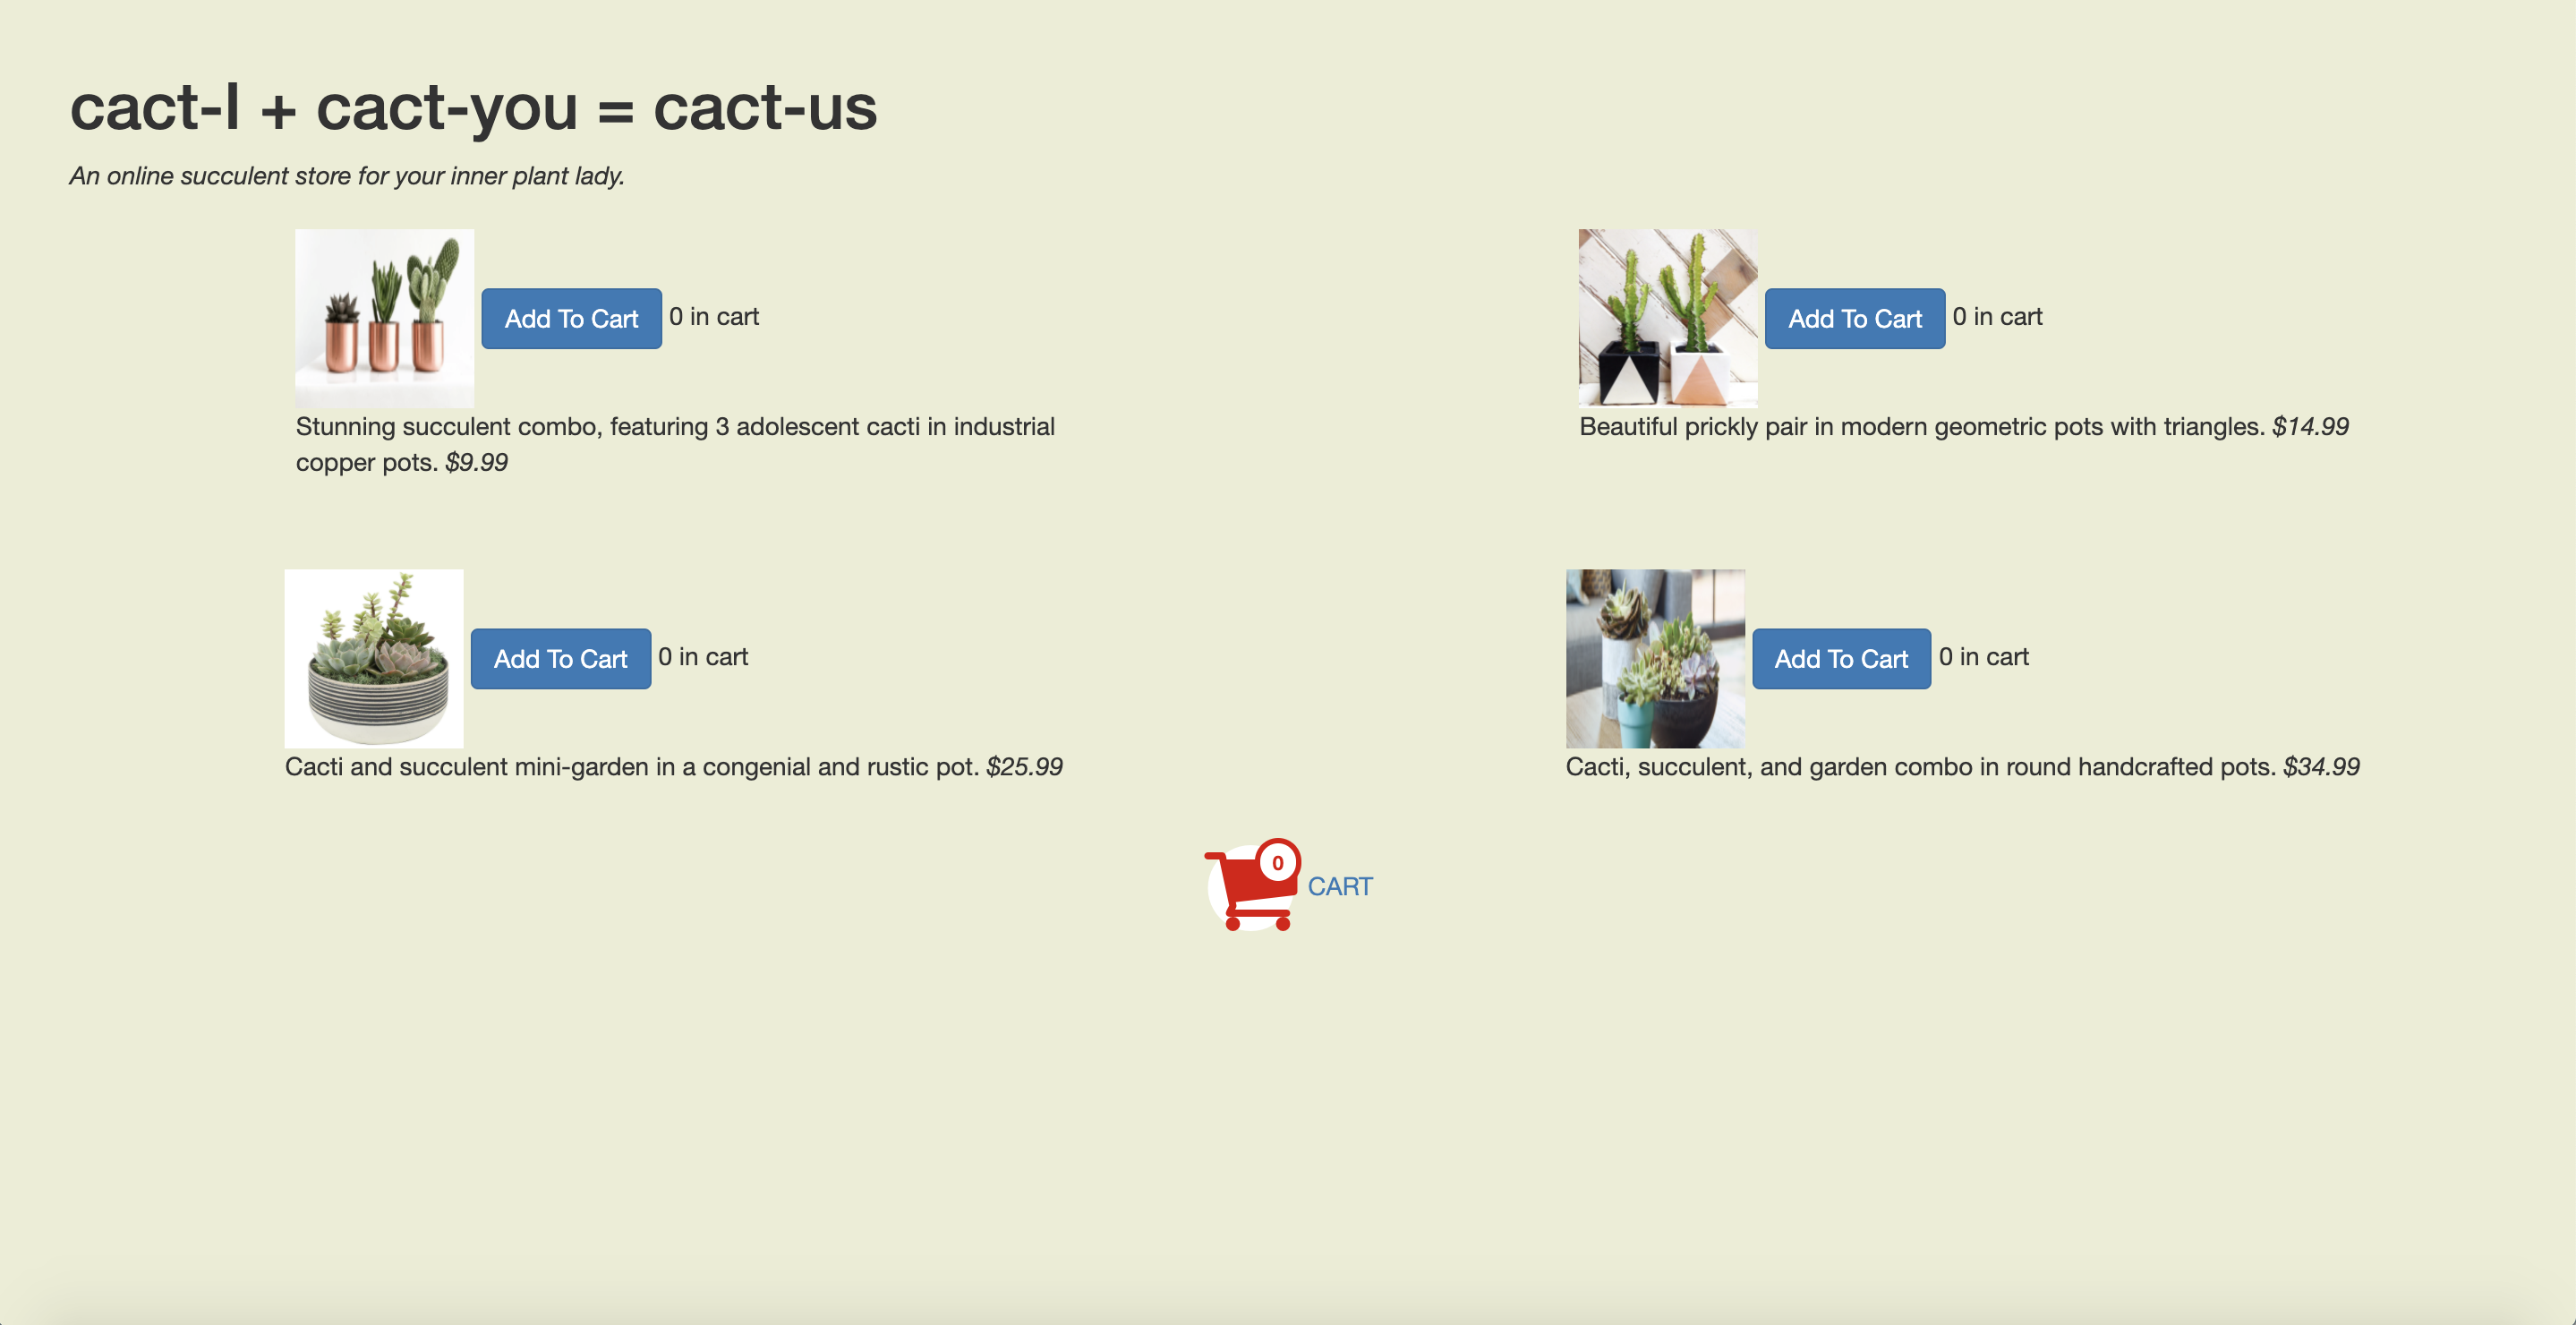 cact-I + cact-you = cact-us
An online succulent store for your inner plant lady.
Add To Cart 0 in cart
Stunning succulent combo, featuring 3 adolescent cacti in industrial
copper pots. $9.99
Add To Cart 0 in cart
Beautiful prickly pair in modern geometric pots with triangles. $14.99
Add To Cart 0 in cart
Cacti and succulent mini-garden in a congenial and rustic pot. $25.99
Add To Cart 0 in cart
Cacti, succulent, and garden combo in round handcrafted pots. $34.99
0 CART